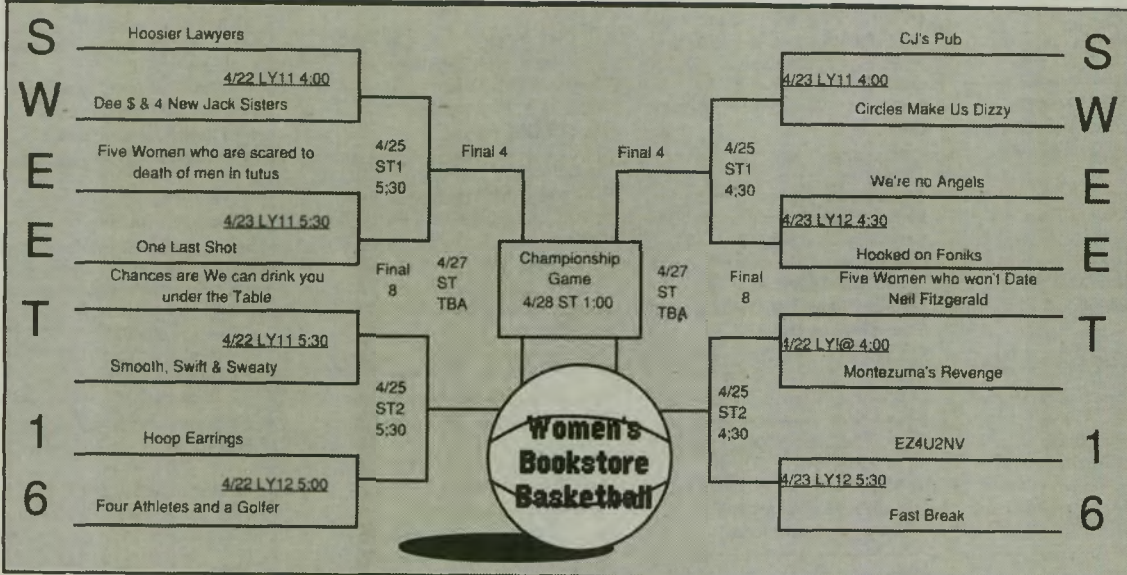 SWEET 16
Hoosier Lawyers
4/22 LY11 4:00
Dee $ & 4 New Jack Sisters
Five Women who are scared to
death of men in tutus
4/23 LY11 5:30
One Last Shot
Chances are We can drink you
under the Table
4/22 LY11 5:30
Smooth, Swift & Sweaty
Hoop Earrings
4/22 LY12 5:00
Four Athletes and a Golfer
4/25
ST1
5;30
Final
8
4/25
ST2
5;30
Final 4
4/27
ST
TBA
Championship
Game
4/28 ST 1:00
Women's
Bookstore
Basketball
Final 4
4/27
ST
TBA
4/25
ST1
4;30
Final
8
4/25
ST2
4;30
CJ's Pub
4/23 LY11 4:00
Circles Make Us Dizzy
We're no Angels
4/23 LY12 4:30
Hooked on Foniks
Five Women who won't Date
Neil Fitzgerald
4/22 LY!@ 4:00
Montezuma's Revenge
EZ4U2NV
4/23 LY12 5:30
Fast Break
SWEET 16